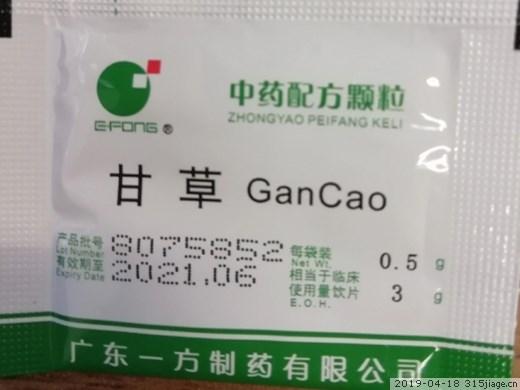 E-FONG ®
中药配方颗粒
ZHONGYAO PEIFANG KELI
甘草 GanCao
产品批号 8075852
Lot Number
有效期至 2021.06
Expiry Date
每袋装 0.5 g
Net Wt.
相当于临床
使用量饮片 3 g
E.O.H.
广东一方制药有限公司
2019-04-18 315jiage.cn